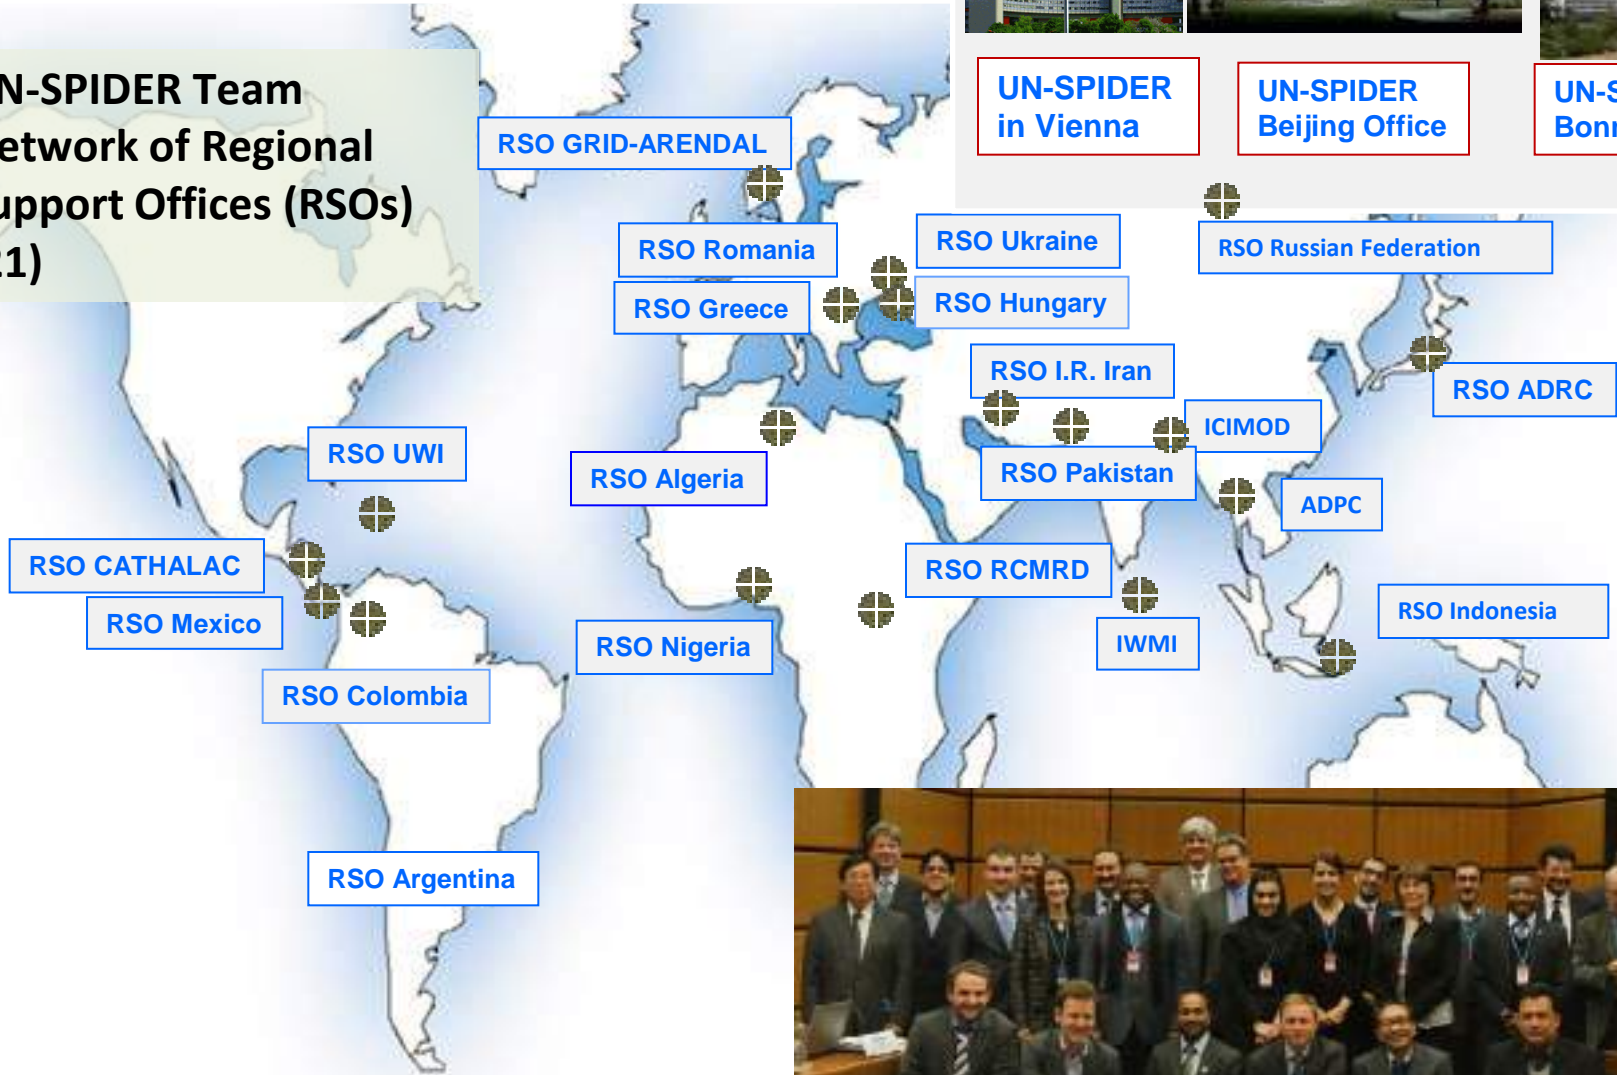 N-SPIDER Team
etwork of Regional
upport Offices (RSOs)
21)
UN-SPIDER
in Vienna
UN-SPIDER
Beijing Office
UN-S
Bonn
RSO GRID-ARENDAL
RSO Romania
RSO Ukraine
RSO Russian Federation
RSO Greece
RSO Hungary
RSO I.R. Iran
RSO ADRC
ICIMOD
RSO UWI
RSO Algeria
RSO Pakistan
ADPC
RSO CATHALAC
RSO RCMRD
RSO Mexico
RSO Indonesia
RSO Nigeria
IWMI
RSO Colombia
RSO Argentina